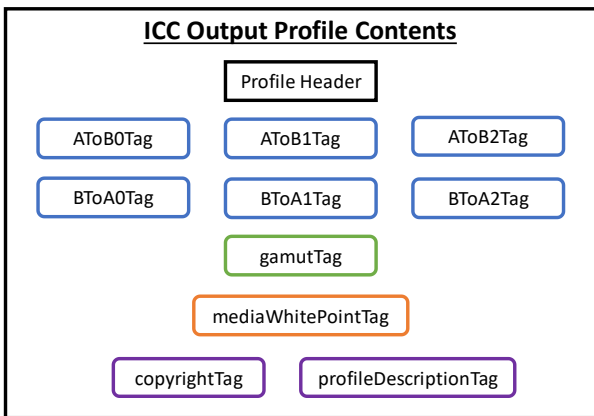 ICC Output Profile Contents
Profile Header
AToB0Tag
AToB1Tag
AToB2Tag
BToA0Tag
BToA1Tag
BToA2Tag
gamutTag
mediaWhitePointTag
copyrightTag
profileDescriptionTag